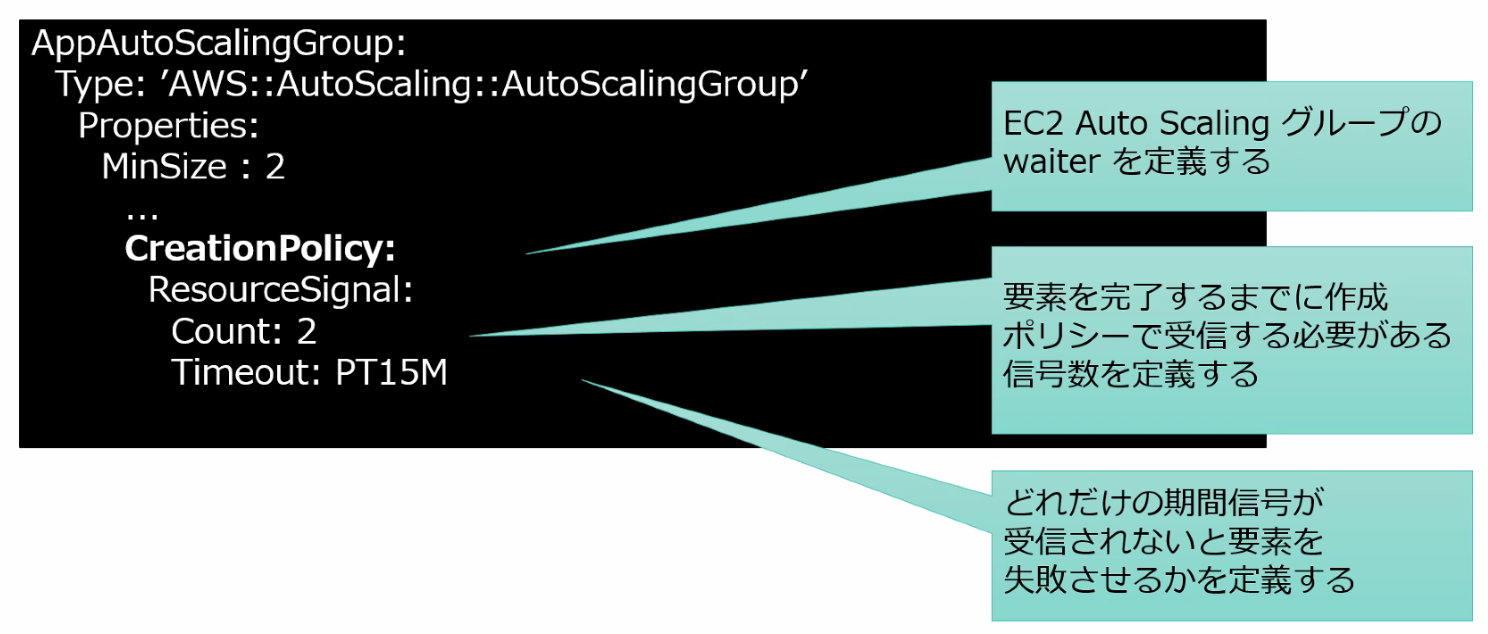 AppAutoScalingGroup:
Type: ’AWS::AutoScaling::AutoScalingGroup’
Properties:
MinSize : 2
...
CreationPolicy:
ResourceSignal:
Count: 2
Timeout: PT15M
EC2 Auto Scaling グループの
waiter を定義する
要素を完了するまでに作成
ポリシーで受信する必要がある
信号数を定義する
どれだけの期間信号が
受信されないと要素を
失敗させるかを定義する